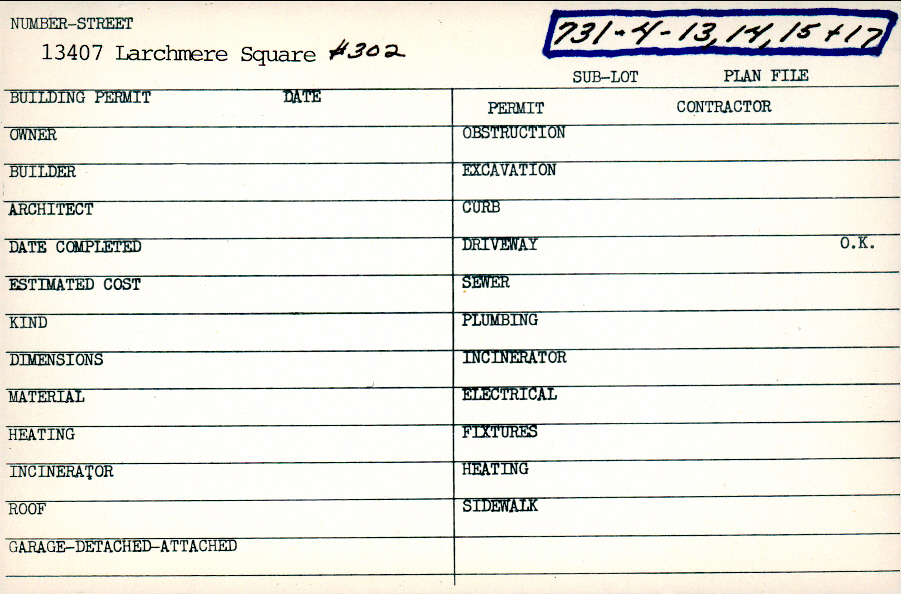 NUMBER-STREET
13407 Larchmere Square #302
731-4-13, 14, 15 + 17
SUB-LOT PLAN FILE
BUILDING PERMIT DATE
PERMIT CONTRACTOR
OWNER
OBSTRUCTION
BUILDER
EXCAVATION
ARCHITECT
CURB
DATE COMPLETED
DRIVEWAY O.K.
ESTIMATED COST
SEWER
KIND
PLUMBING
DIMENSIONS
INCINERATOR
MATERIAL
ELECTRICAL
HEATING
FIXTURES
INCINERATOR
HEATING
ROOF
SIDEWALK
GARAGE-DETACHED-ATTACHED